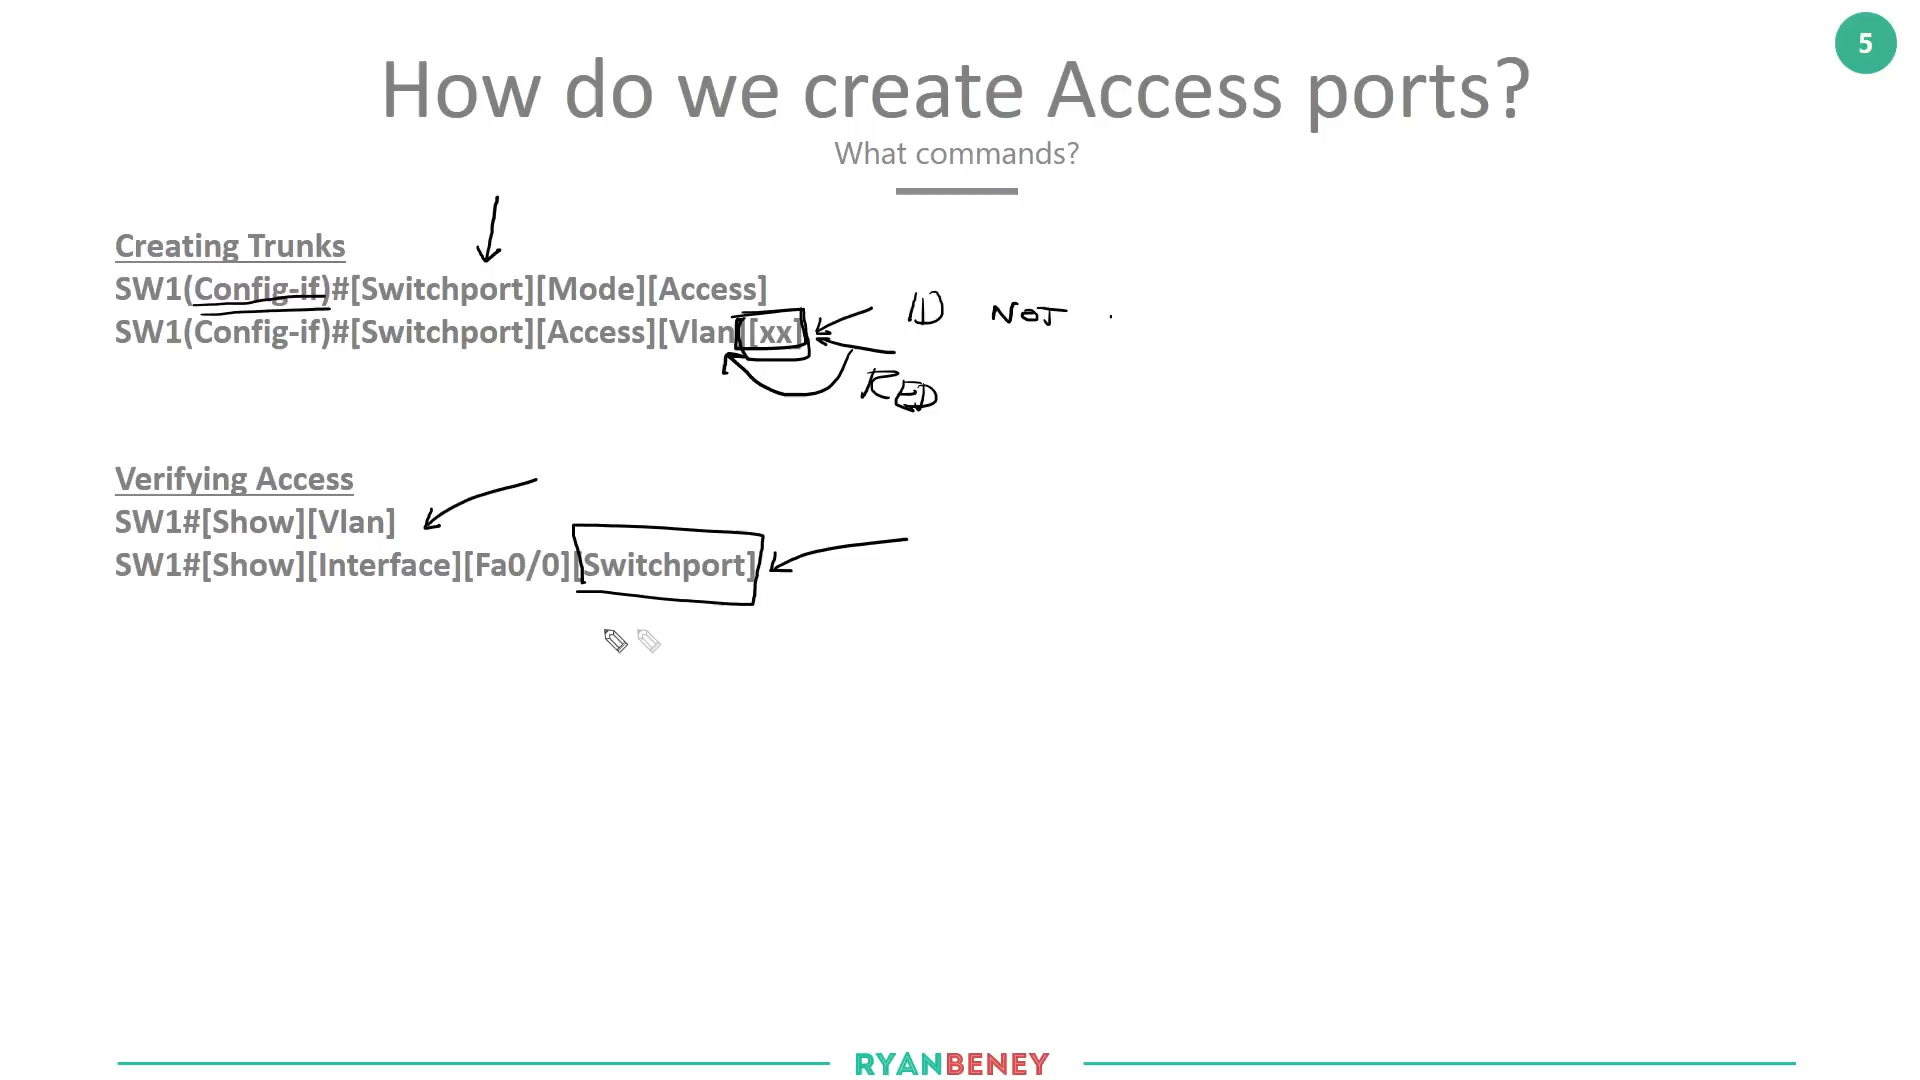 5
How do we create Access ports?
What commands?
Creating Trunks
SW1(Config-if)#[Switchport][Mode][Access]
SW1(Config-if)#[Switchport][Access][Vlan][xx]
ID NOT
RED
Verifying Access
SW1#[Show][Vlan]
SW1#[Show][Interface][Fa0/0][Switchport]
RYANBENEY